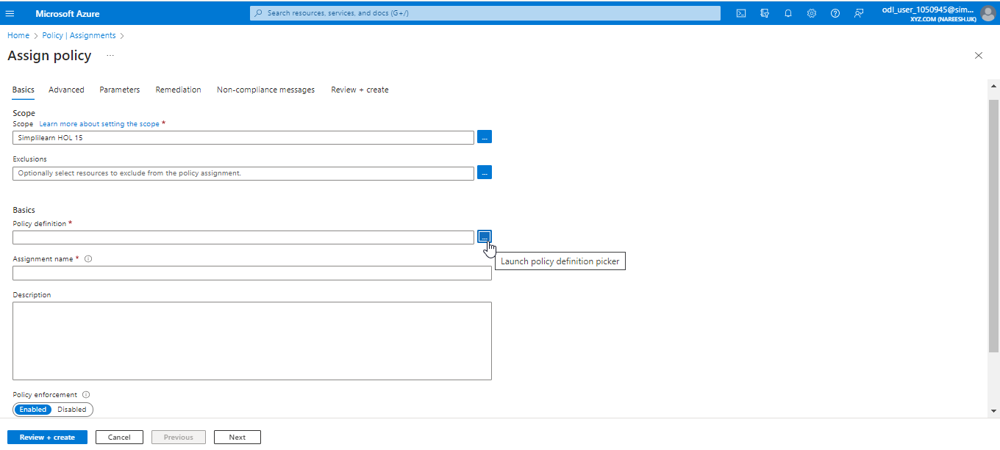 Microsoft Azure
Search resources, services, and docs (G+/)
odl_user_1050945@sim...
XYZ.COM (NAREESH.UK)
Home > Policy | Assignments >
Assign policy ...
Basics Advanced Parameters Remediation Non-compliance messages Review + create
Scope
Scope Learn more about setting the scope *
Simplilearn HOL 15
...
Exclusions
Optionally select resources to exclude from the policy assignment.
...
Basics
Policy definition *
...
Launch policy definition picker
Assignment name *
Description
Policy enforcement
Enabled Disabled
Review + create Cancel Previous Next